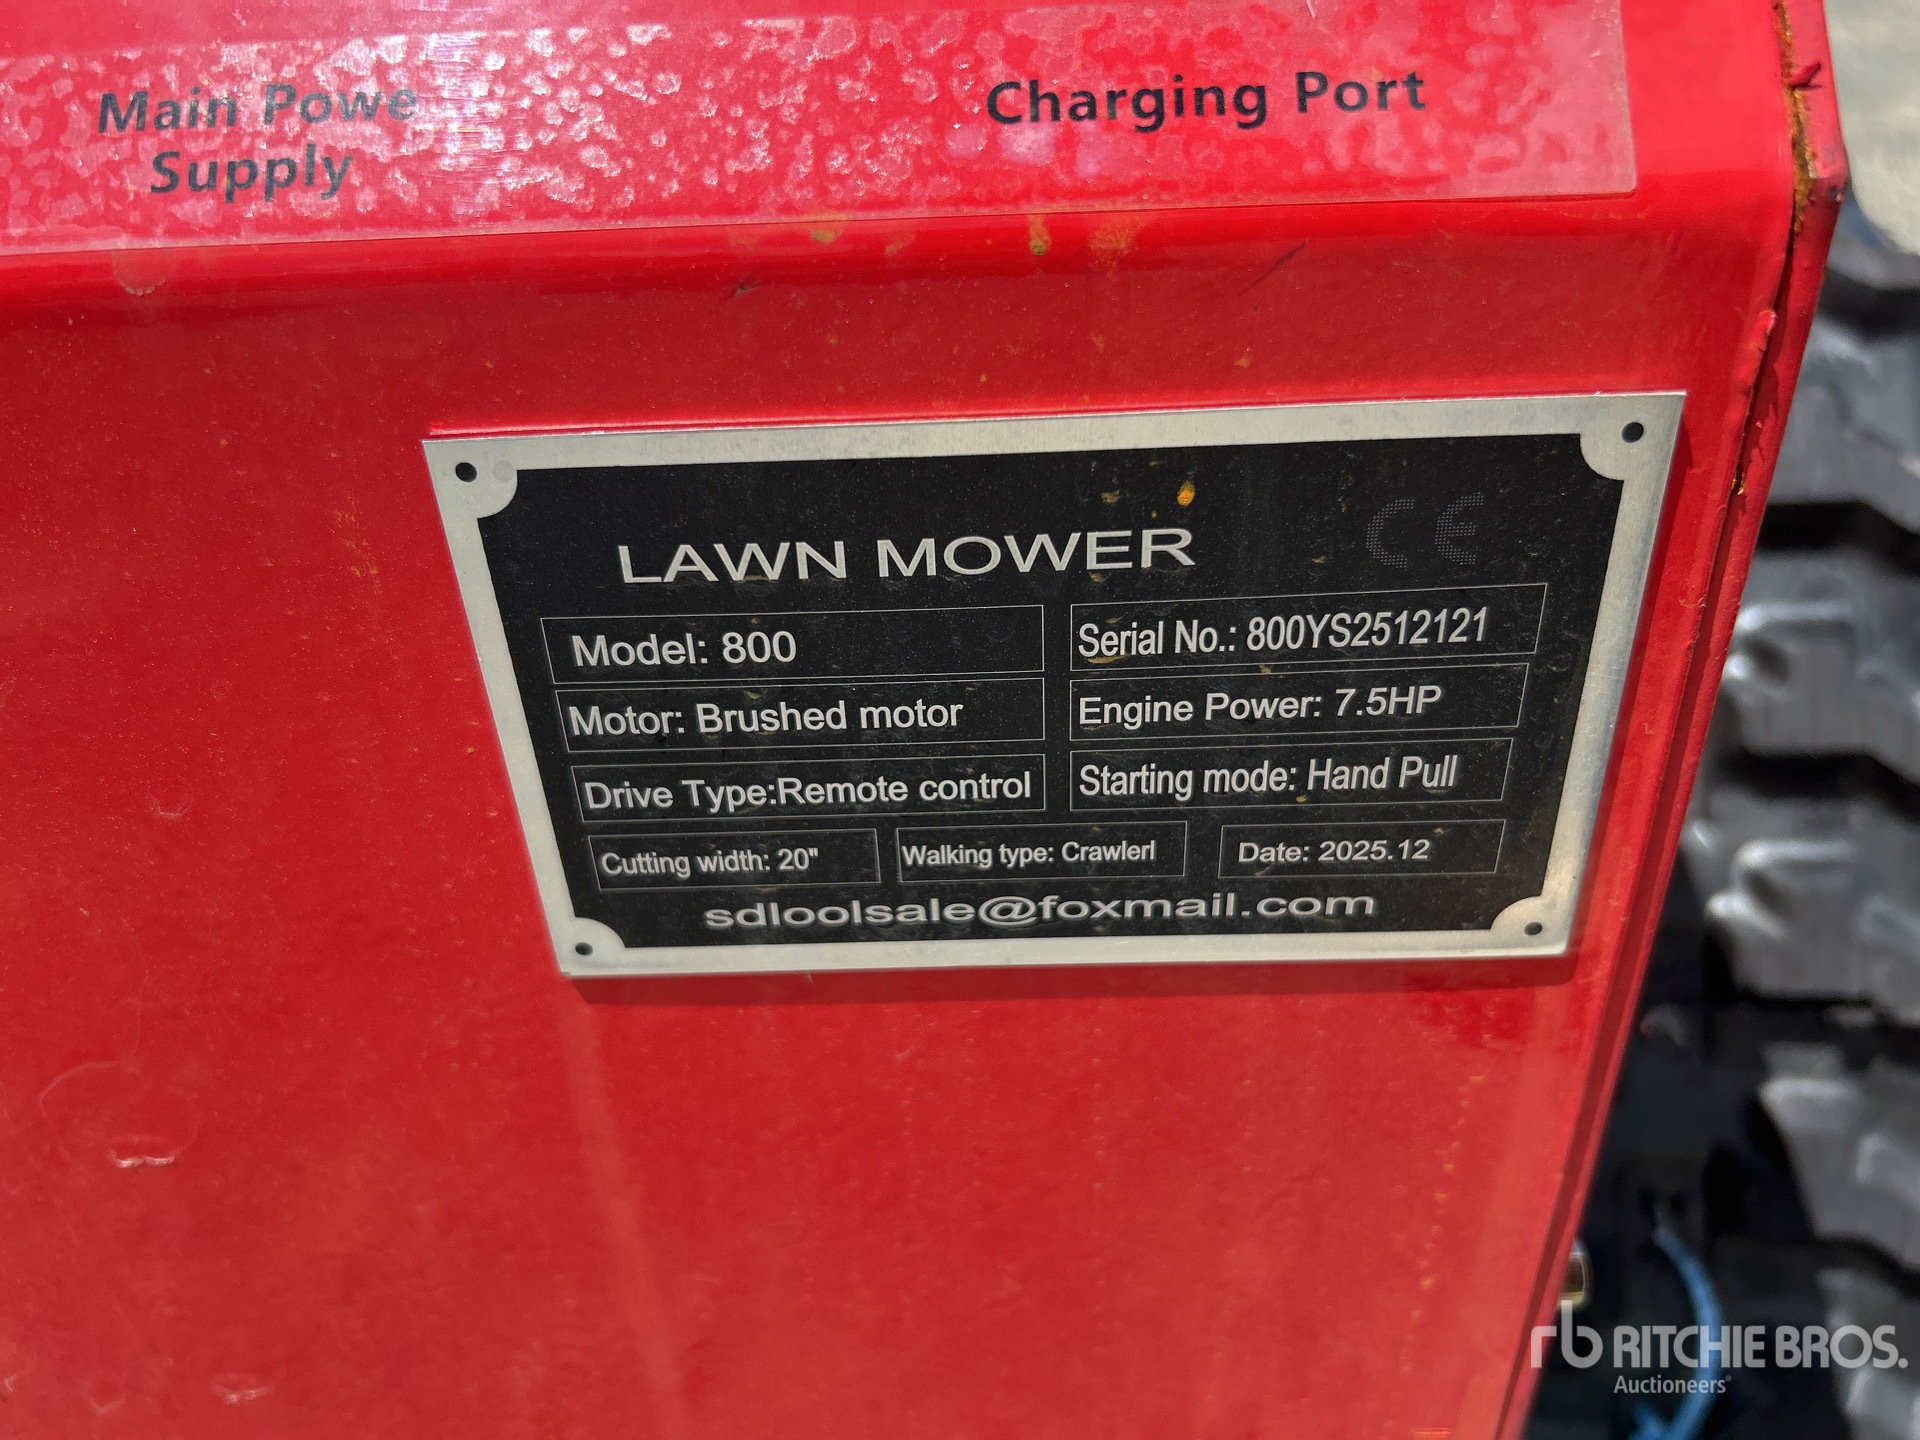 Main Powe
Supply
Charging Port
LAWN MOWER
CE
Model: 800
Serial No.: 800YS2512121
Motor: Brushed motor
Engine Power: 7.5HP
Drive Type:Remote control
Starting mode: Hand Pull
Cutting width: 20"
Walking type: Crawlerl
Date: 2025.12
sdloolsale@foxmail.com
rb RITCHIE BROS.
Auctioneers